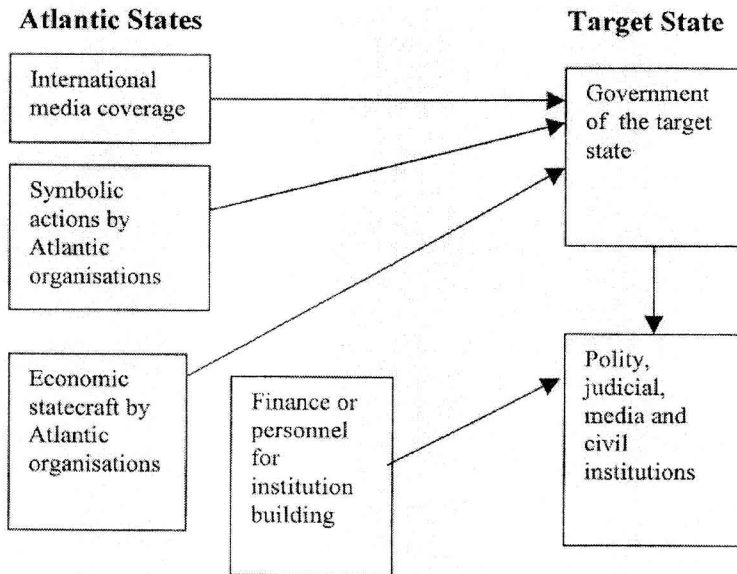 Atlantic States
Target State
International
media coverage
Government
of the target
state
Symbolic
actions by
Atlantic
organisations
Economic
statecraft by
Atlantic
organisations
Finance or
personnel
for
institution
building
Polity,
judicial,
media and
civil
institutions